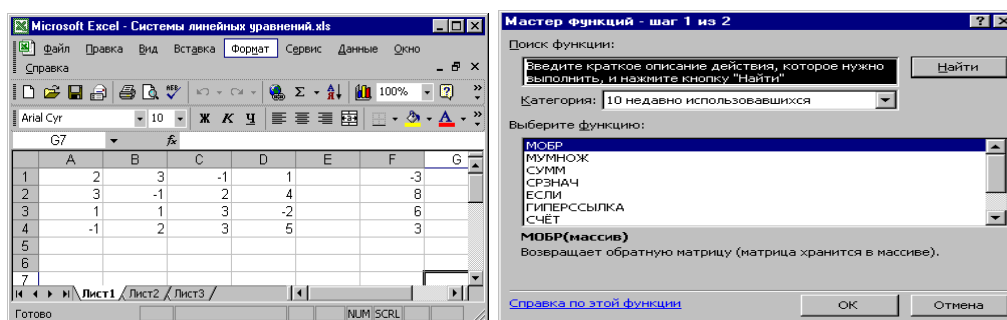 Microsoft Excel - Системы линейных уравнений.xls
Файл Правка Вид Вставка Формат Сервис Данные Окно
Справка
100%
Arial Cyr 10 Ж К Ч
G7 fx
A B C D E F G
1 2 3 -1 1 -3
2 3 -1 2 4 8
3 1 1 3 -2 6
4 -1 2 3 5 3
5
6
7
Лист1 Лист2 Лист3
Готово NUM SCRL
Мастер функций - шаг 1 из 2
Поиск функции:
Введите краткое описание действия, которое нужно
выполнить, и нажмите кнопку "Найти"
Найти
Категория: 10 недавно использовавшихся
Выберите функцию:
МОБР
МУМНОЖ
СУММ
СРЗНАЧ
ЕСЛИ
ГИПЕРССЫЛКА
СЧЁТ
МОБР(массив)
Возвращает обратную матрицу (матрица хранится в массиве).
Справка по этой функции
ОК Отмена